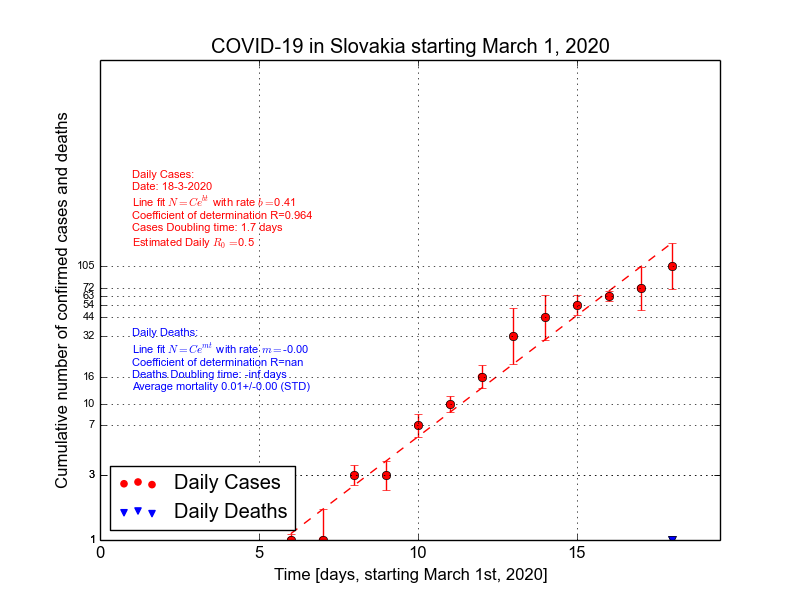 COVID-19 in Slovakia starting March 1, 2020
Cumulative number of confirmed cases and deaths
Daily Cases:
Date: 18-3-2020
Line fit N=Ce^{bt} with rate b=0.41
Coefficient of determination R=0.964
Cases Doubling time: 1.7 days
Estimated Daily R_0=0.5
105
72
63
54
44
32
16
10
7
3
1
Daily Deaths:
Line fit N=Ce^{mt} with rate m=-0.00
Coefficient of determination R=nan
Deaths Doubling time: -inf days
Average mortality 0.01+/-0.00 (STD)
Daily Cases
Daily Deaths
0 5 10 15
Time [days, starting March 1st, 2020]